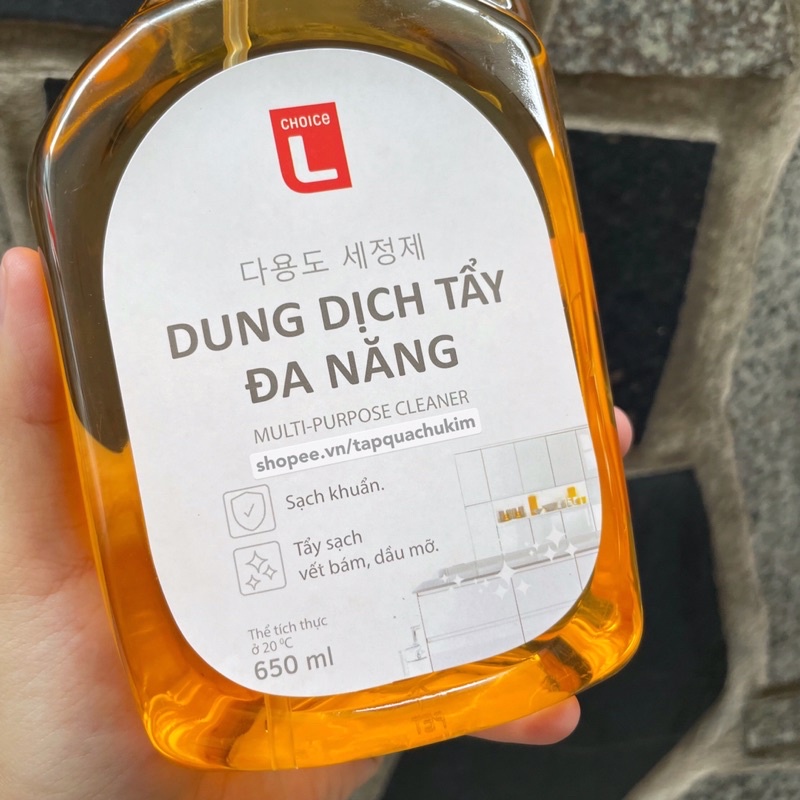 CHOICe
L
다용도 세정제
DUNG DỊCH TẨY
ĐA NĂNG
MULTI-PURPOSE CLEANER
shopee.vn/tapquachukim
Sạch khuẩn.
Tẩy sạch
vết bám, dầu mỡ.
Thể tích thực
ở 20 °C
650 ml